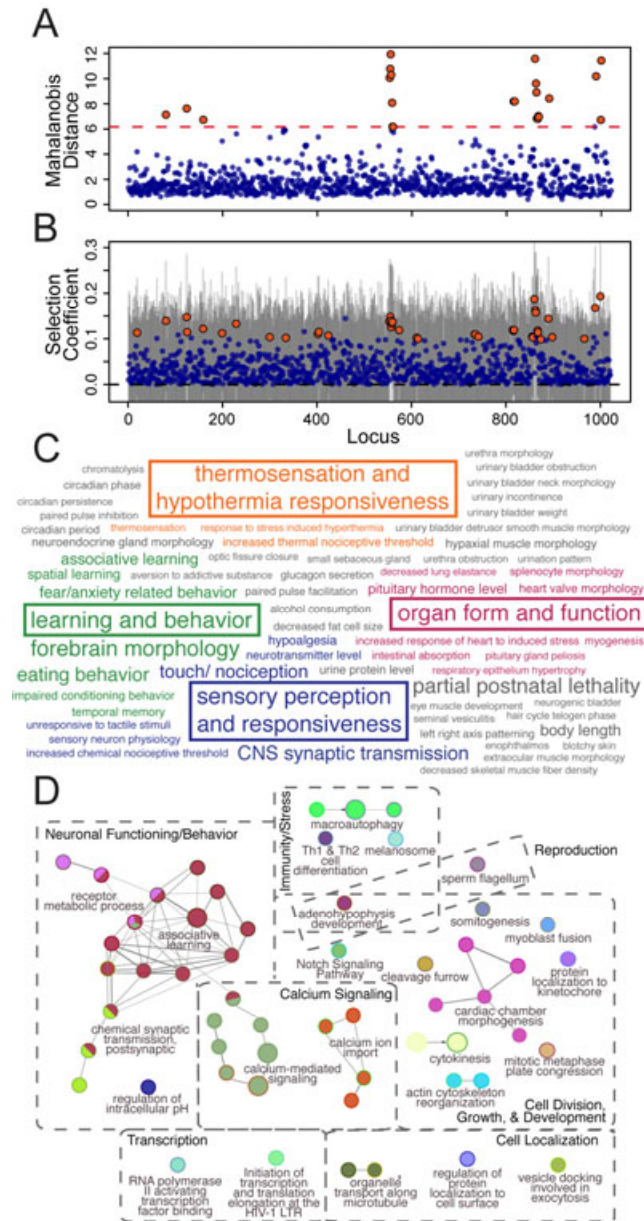 A
Mahalanobis
Distance
12
10
8
6
4
2
0
0 200 400 600 800 1000
B
Selection
Coefficient
0.3
0.2
0.1
0.0
0 200 400 600 800 1000
Locus
C
thermosensation and
hypothermia responsiveness
urethra morphology
chromatolysis
urinary bladder obstruction
circadian phase
urinary bladder neck morphology
circadian persistence
urinary incontinence
paired pulse inhibition
urinary bladder weight
circadian period
thermosensation
response to stress induced hyperthermia
urinary bladder detrusor smooth muscle morphology
neuroendocrine gland morphology
increased thermal nociceptive threshold
hypaxial muscle morphology
associative learning
optic fissure closure
small sebaceous gland
urethra obstruction
urination pattern
spatial learning
aversion to addictive substance
glucagon secretion
decreased lung elastance
splenocyte morphology
fear/anxiety related behavior
paired pulse facilitation
pituitary hormone level
heart valve morphology
learning and behavior
alcohol consumption
organ form and function
decreased fat cell size
forebrain morphology
hypoalgesia
increased response of heart to induced stress
myogenesis
neurotransmitter level
intestinal absorption
pituitary gland peliosis
eating behavior
touch/ nociception
urine protein level
respiratory epithelium hypertrophy
impaired conditioning behavior
sensory perception
and responsiveness
partial postnatal lethality
temporal memory
eye muscle development
neurogenic bladder
seminal vesiculitis
hair cycle telogen phase
unresponsive to tactile stimuli
left right axis patterning
body length
sensory neuron physiology
enophthalmos
blotchy skin
increased chemical nociceptive threshold
CNS synaptic transmission
extraocular muscle morphology
decreased skeletal muscle fiber density
D
Neuronal Functioning/Behavior
receptor
metabolic process
associative
learning
chemical synaptic
transmission,
postsynaptic
regulation of
intracellular pH
Immunity/Stress
macroautophagy
Th1 & Th2
cell
differentiation
melanosome
adenohypophysis
development
Reproduction
sperm flagellum
Notch Signaling
Pathway
Calcium Signaling
calcium-mediated
signaling
calcium ion
import
somitogenesis
myoblast fusion
cleavage furrow
protein
localization to
kinetochore
cardiac chamber
morphogenesis
cytokinesis
mitotic metaphase
plate congression
actin cytoskeleton
reorganization
Cell Division,
Growth, & Development
Transcription
RNA polymerase
II activating
transcription
factor binding
Initiation of
transcription
and translation
elongation at the
HIV-1 LTR
Cell Localization
organelle
transport along
microtubule
regulation of
protein
localization to
cell surface
vesicle docking
involved in
exocytosis